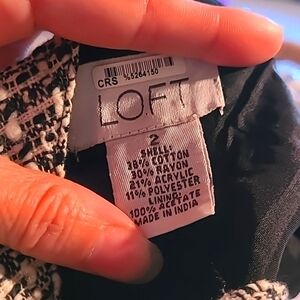 CRS %5264150
LOFT
2
SHELL:
38% COTTON
30% RAYON
21% ACRYLIC
11% POLYESTER
LINING:
100% ACETATE
MADE IN INDIA